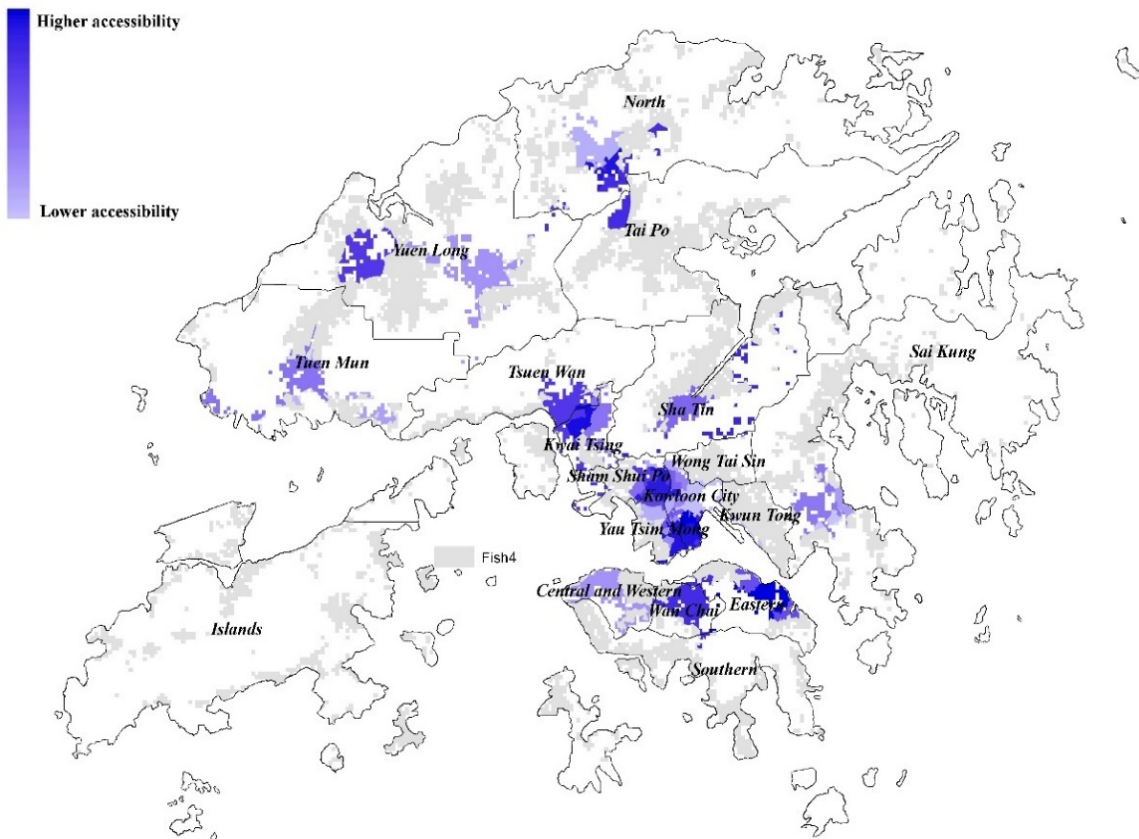 Higher accessibility
Lower accessibility
North
Tai Po
Yuen Long
Tuen Mun
Tsuen Wan
Sai Kung
Sha Tin
Kwai Tsing
Wong Tai Sin
Sham Shui Po
Kowloon City
Kwun Tong
Yau Tsim Mong
Fish4
Central and Western
Wan Chai
Eastern
Islands
Southern